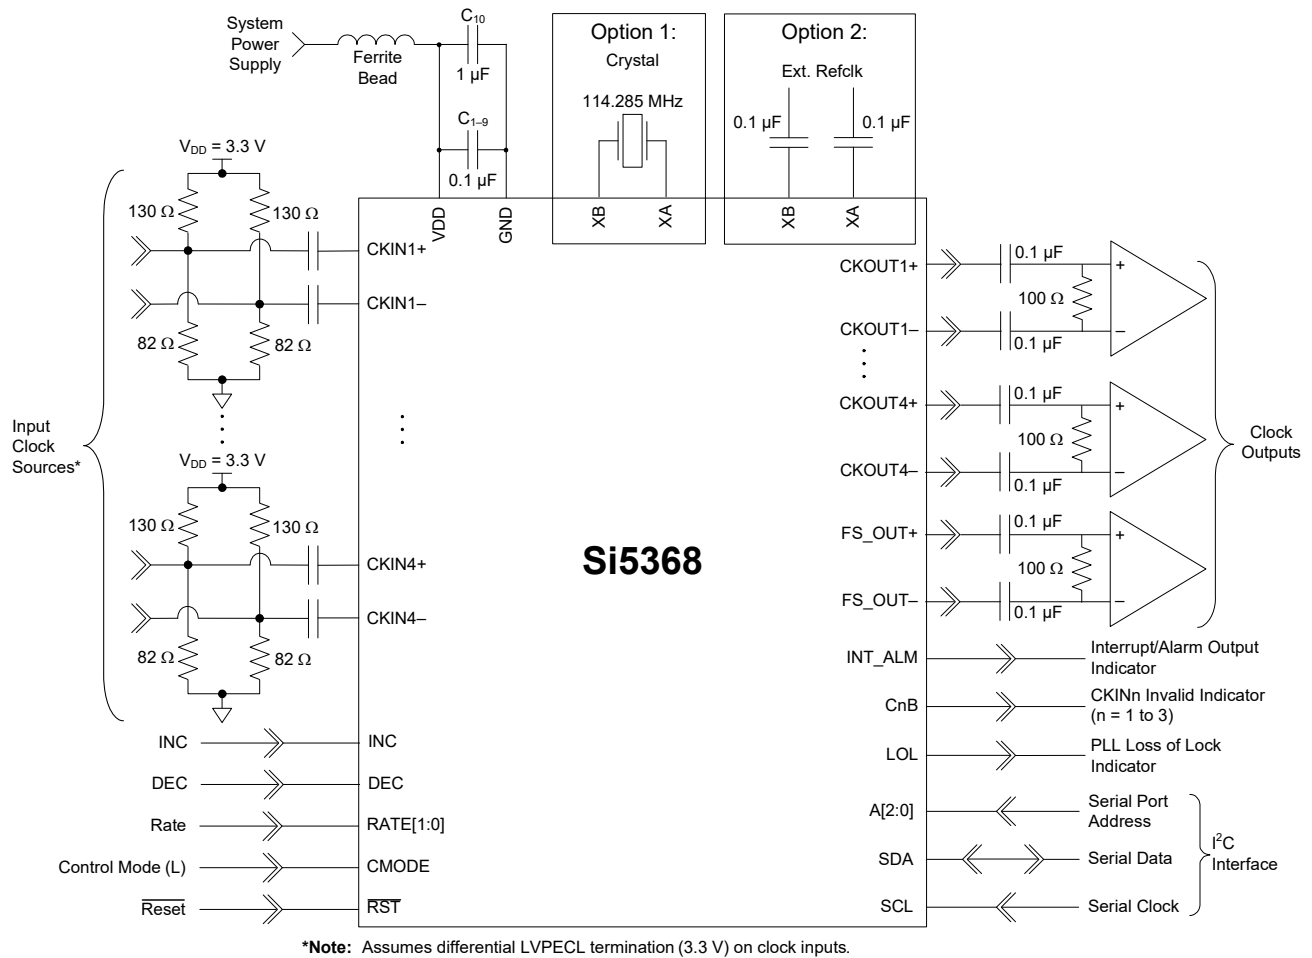 System
Power
Supply
Ferrite
Bead
C10
1 µF
C1–9
0.1 µF
Option 1:
Crystal
114.285 MHz
XB
XA
Option 2:
Ext. Refclk
0.1 µF
0.1 µF
XB
XA
VDD
GND
VDD = 3.3 V
130 Ω
130 Ω
CKIN1+
CKIN1–
82 Ω
82 Ω
Input
Clock
Sources*
VDD = 3.3 V
130 Ω
130 Ω
CKIN4+
CKIN4–
82 Ω
82 Ω
INC
INC
DEC
DEC
Rate
RATE[1:0]
Control Mode (L)
CMODE
Reset
RST
Si5368
CKOUT1+
0.1 µF
+
100 Ω
CKOUT1–
0.1 µF
–
CKOUT4+
0.1 µF
+
100 Ω
CKOUT4–
0.1 µF
–
FS_OUT+
0.1 µF
+
100 Ω
FS_OUT–
0.1 µF
–
Clock
Outputs
INT_ALM
Interrupt/Alarm Output
Indicator
CnB
CKINn Invalid Indicator
(n = 1 to 3)
LOL
PLL Loss of Lock
Indicator
A[2:0]
Serial Port
Address
SDA
Serial Data
SCL
Serial Clock
I²C
Interface
*Note: Assumes differential LVPECL termination (3.3 V) on clock inputs.